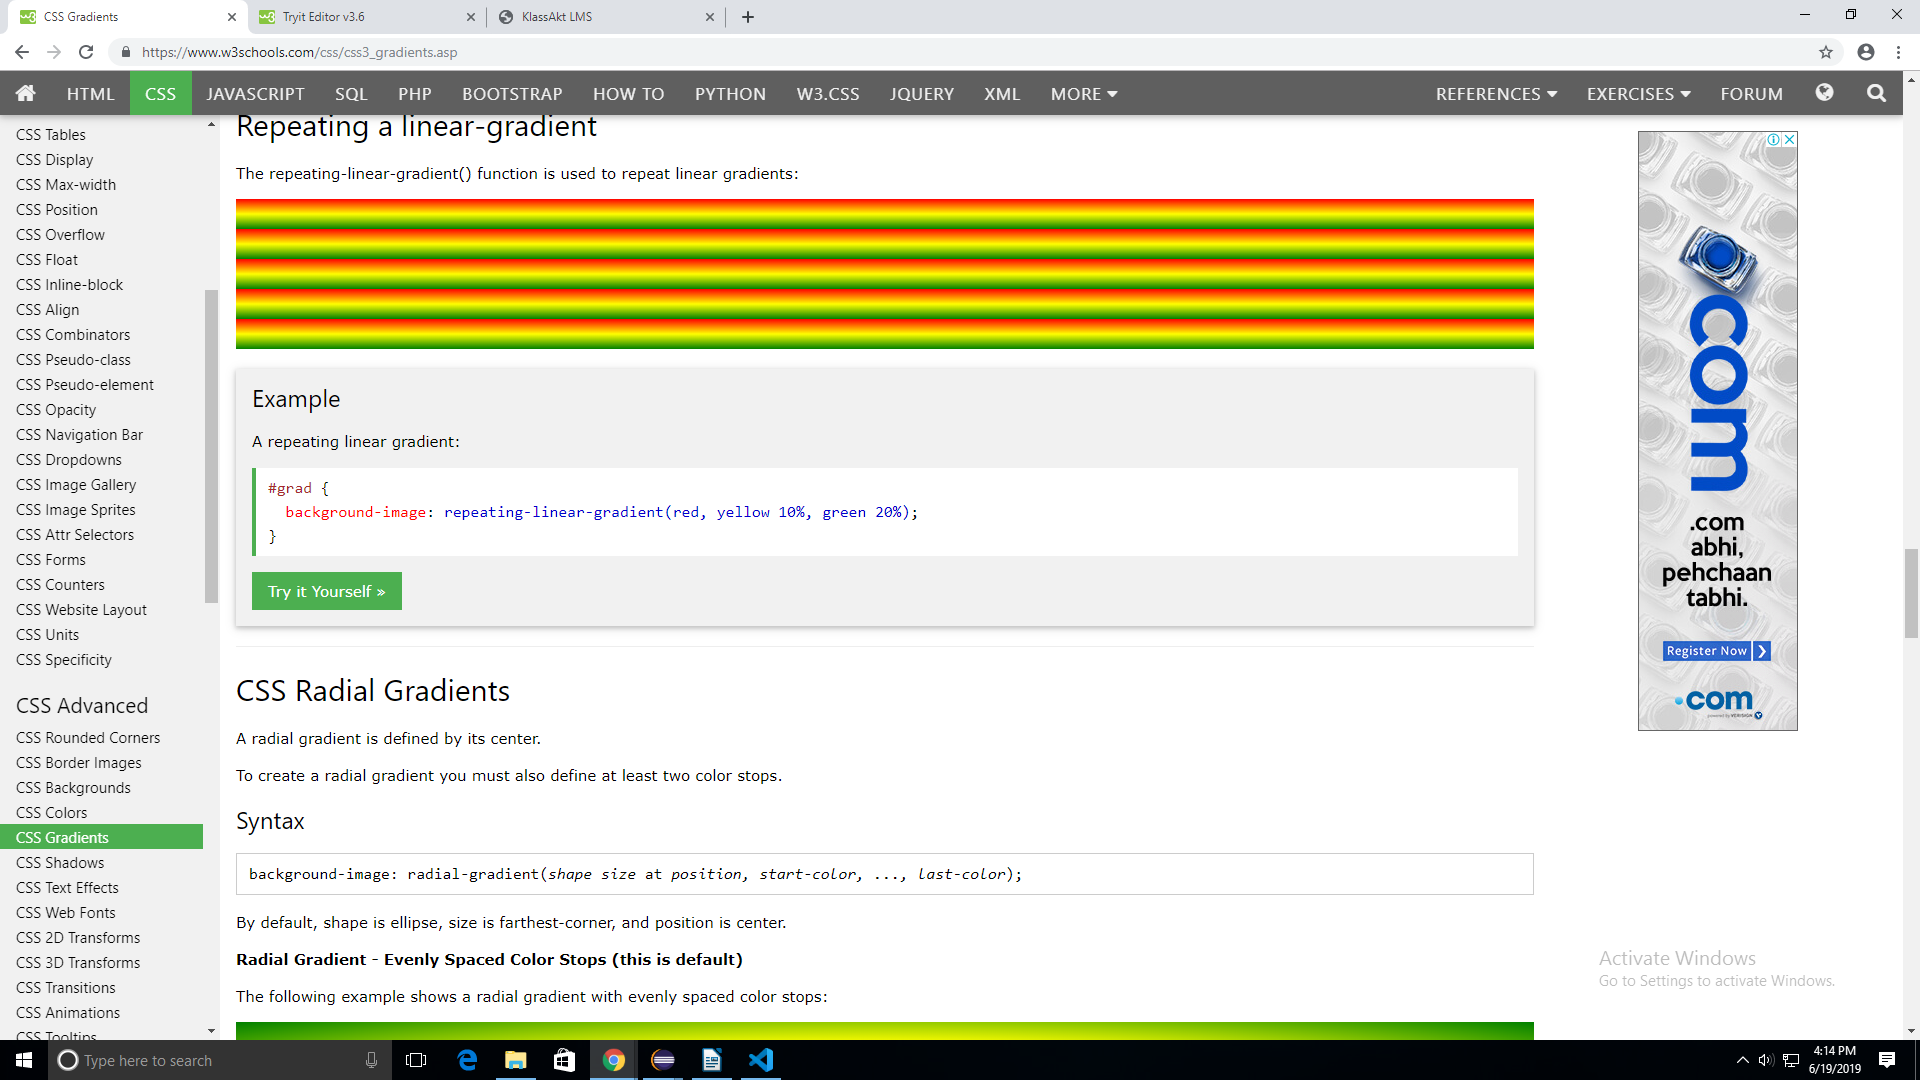 CSS Gradients
Tryit Editor v3.6
KlassAkt LMS
https://www.w3schools.com/css/css3_gradients.asp
HTML CSS JAVASCRIPT SQL PHP BOOTSTRAP HOW TO PYTHON W3.CSS JQUERY XML MORE REFERENCES EXERCISES FORUM
CSS Tables
CSS Display
CSS Max-width
CSS Position
CSS Overflow
CSS Float
CSS Inline-block
CSS Align
CSS Combinators
CSS Pseudo-class
CSS Pseudo-element
CSS Opacity
CSS Navigation Bar
CSS Dropdowns
CSS Image Gallery
CSS Image Sprites
CSS Attr Selectors
CSS Forms
CSS Counters
CSS Website Layout
CSS Units
CSS Specificity
CSS Advanced
CSS Rounded Corners
CSS Border Images
CSS Backgrounds
CSS Colors
CSS Gradients
CSS Shadows
CSS Text Effects
CSS Web Fonts
CSS 2D Transforms
CSS 3D Transforms
CSS Transitions
CSS Animations
CSS Tooltips
Repeating a linear-gradient
The repeating-linear-gradient() function is used to repeat linear gradients:
Example
A repeating linear gradient:
#grad {
background-image: repeating-linear-gradient(red, yellow 10%, green 20%);
}
Try it Yourself »
CSS Radial Gradients
A radial gradient is defined by its center.
To create a radial gradient you must also define at least two color stops.
Syntax
background-image: radial-gradient(shape size at position, start-color, ..., last-color);
By default, shape is ellipse, size is farthest-corner, and position is center.
Radial Gradient - Evenly Spaced Color Stops (this is default)
The following example shows a radial gradient with evenly spaced color stops:
com
.com
abhi,
pehchaan
tabhi.
Register Now
.com
powered by VERISIGN
Activate Windows
Go to Settings to activate Windows.
Type here to search
4:14 PM
6/19/2019